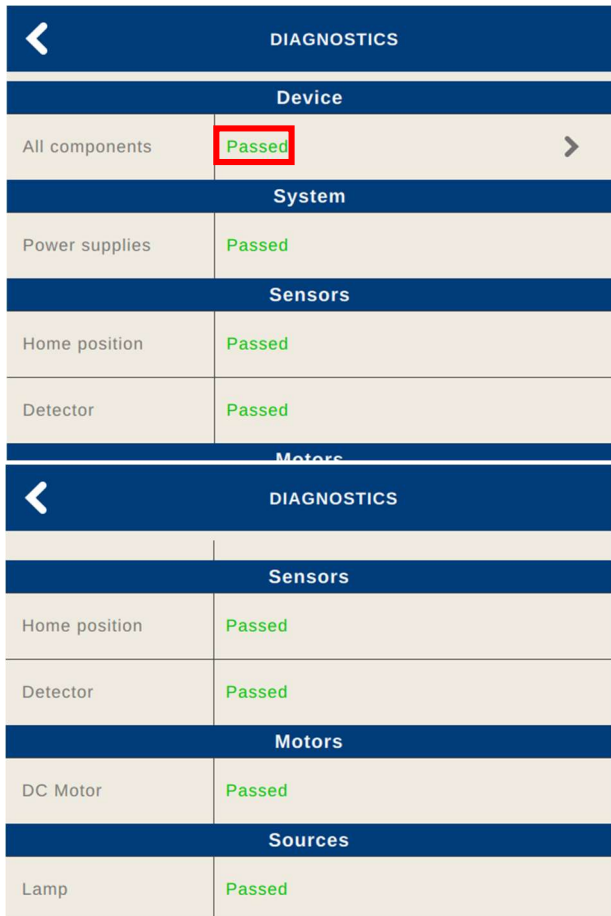 DIAGNOSTICS
Device
All components Passed
System
Power supplies Passed
Sensors
Home position Passed
Detector Passed
Motors
DIAGNOSTICS
Sensors
Home position Passed
Detector Passed
Motors
DC Motor Passed
Sources
Lamp Passed